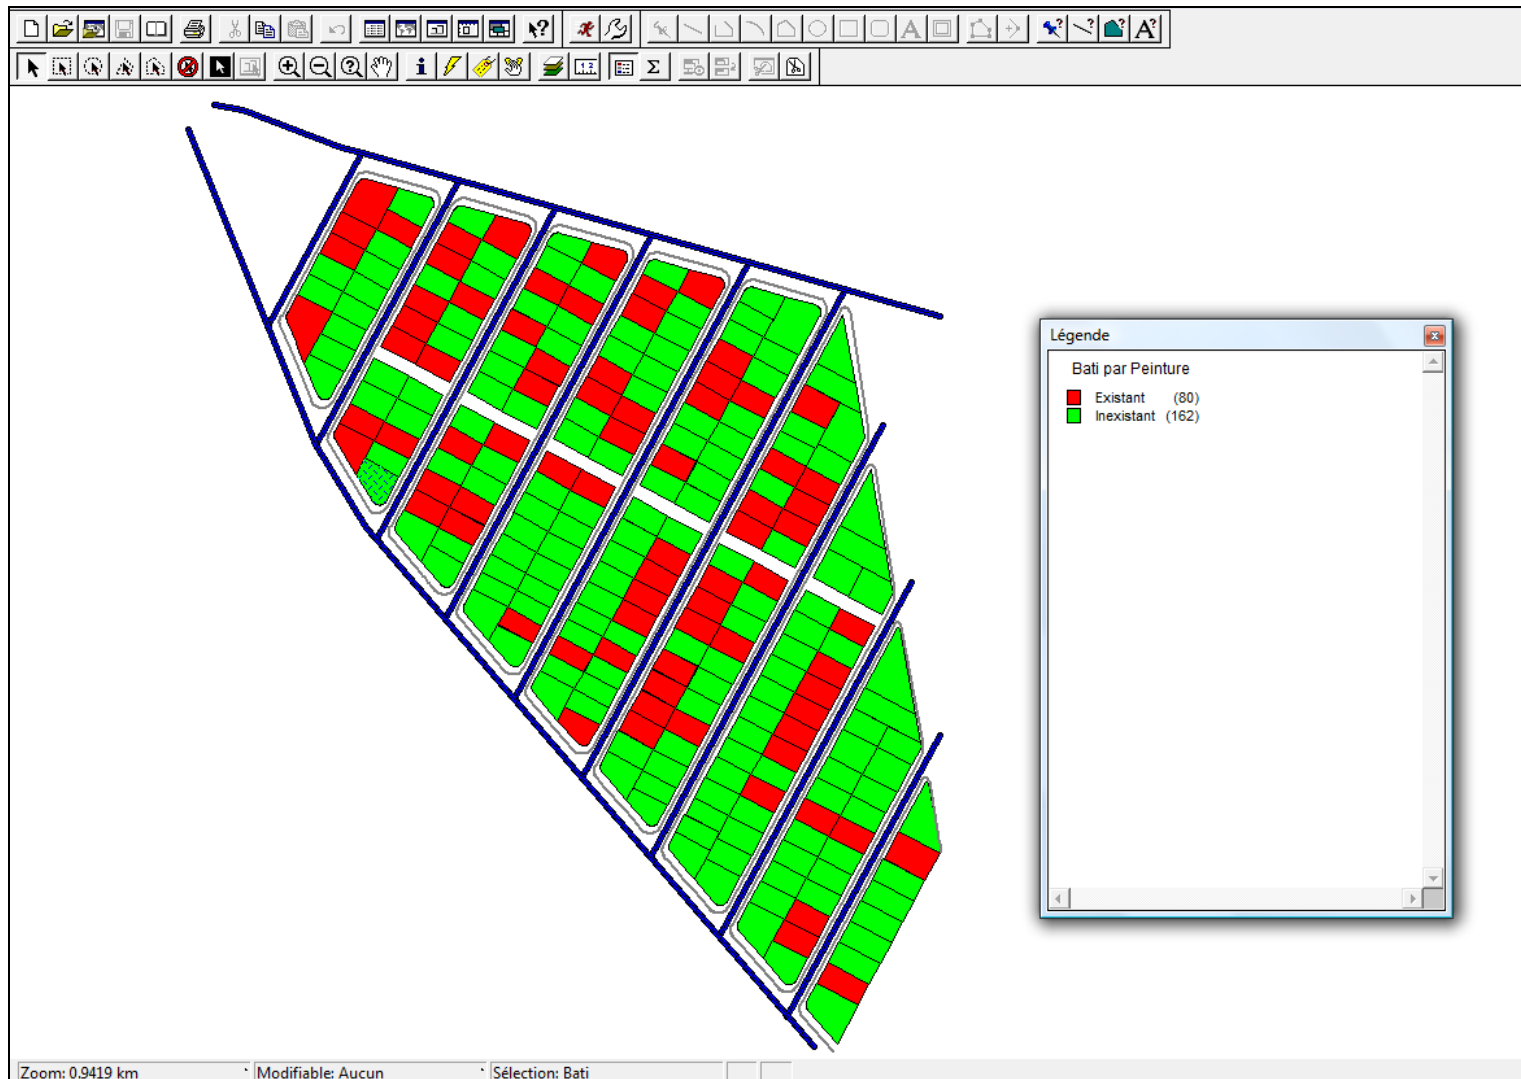 Légende
Bati par Peinture
Existant (80)
Inexistant (162)
Zoom: 0.9419 km
Modifiable: Aucun
Sélection: Bati